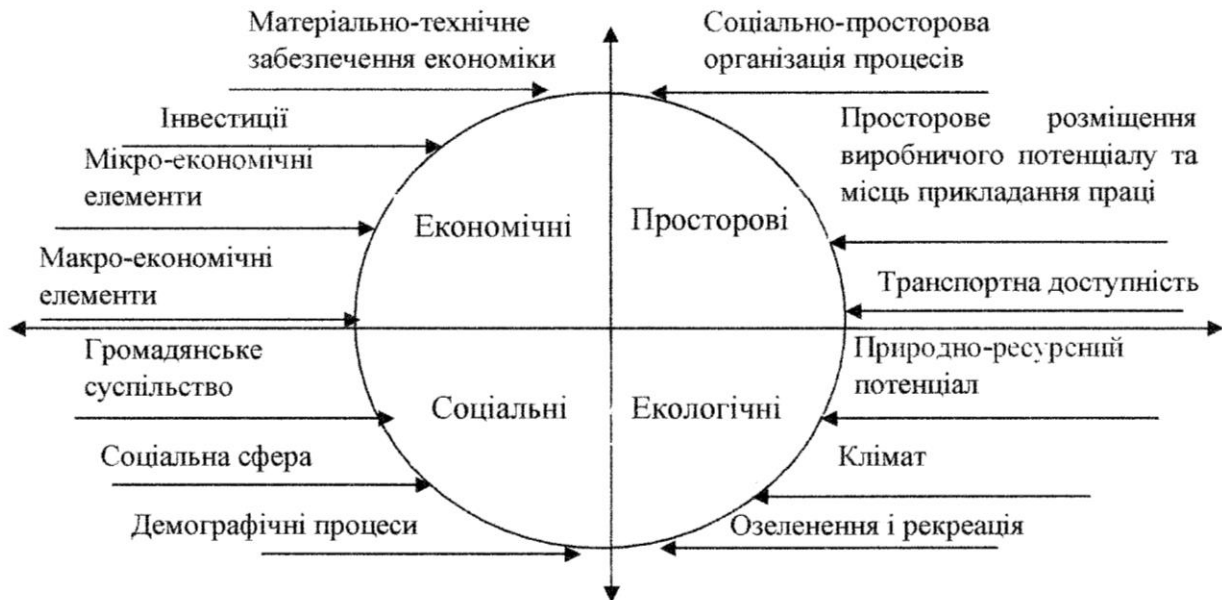 Матеріально-технічне
забезпечення економіки
Соціально-просторова
організація процесів
Інвестиції
Мікро-економічні
елементи
Просторове розміщення
виробничого потенціалу та
місць прикладання праці
Економічні
Просторові
Макро-економічні
елементи
Транспортна доступність
Громадянське
суспільство
Природно-ресурсний
потенціал
Соціальні
Екологічні
Соціальна сфера
Клімат
Демографічні процеси
Озеленення і рекреація